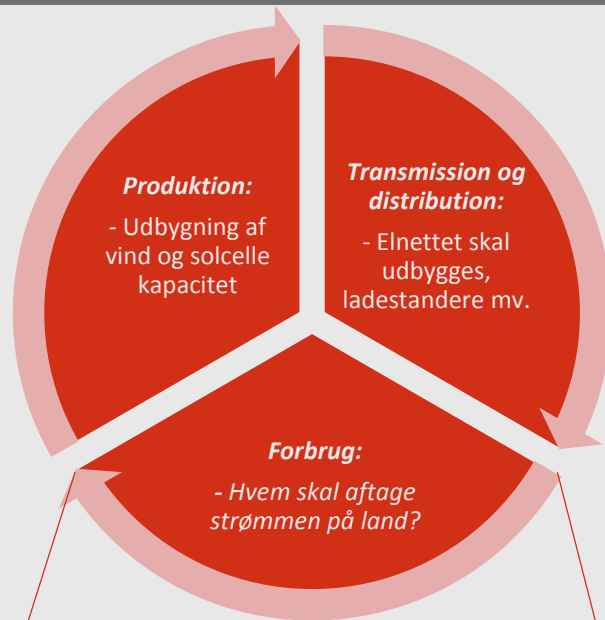 Produktion:
- Udbygning af
vind og solcelle
kapacitet
Transmission og
distribution:
- Elnettet skal
udbygges,
ladestandere mv.
Forbrug:
- Hvem skal aftage
strømmen på land?